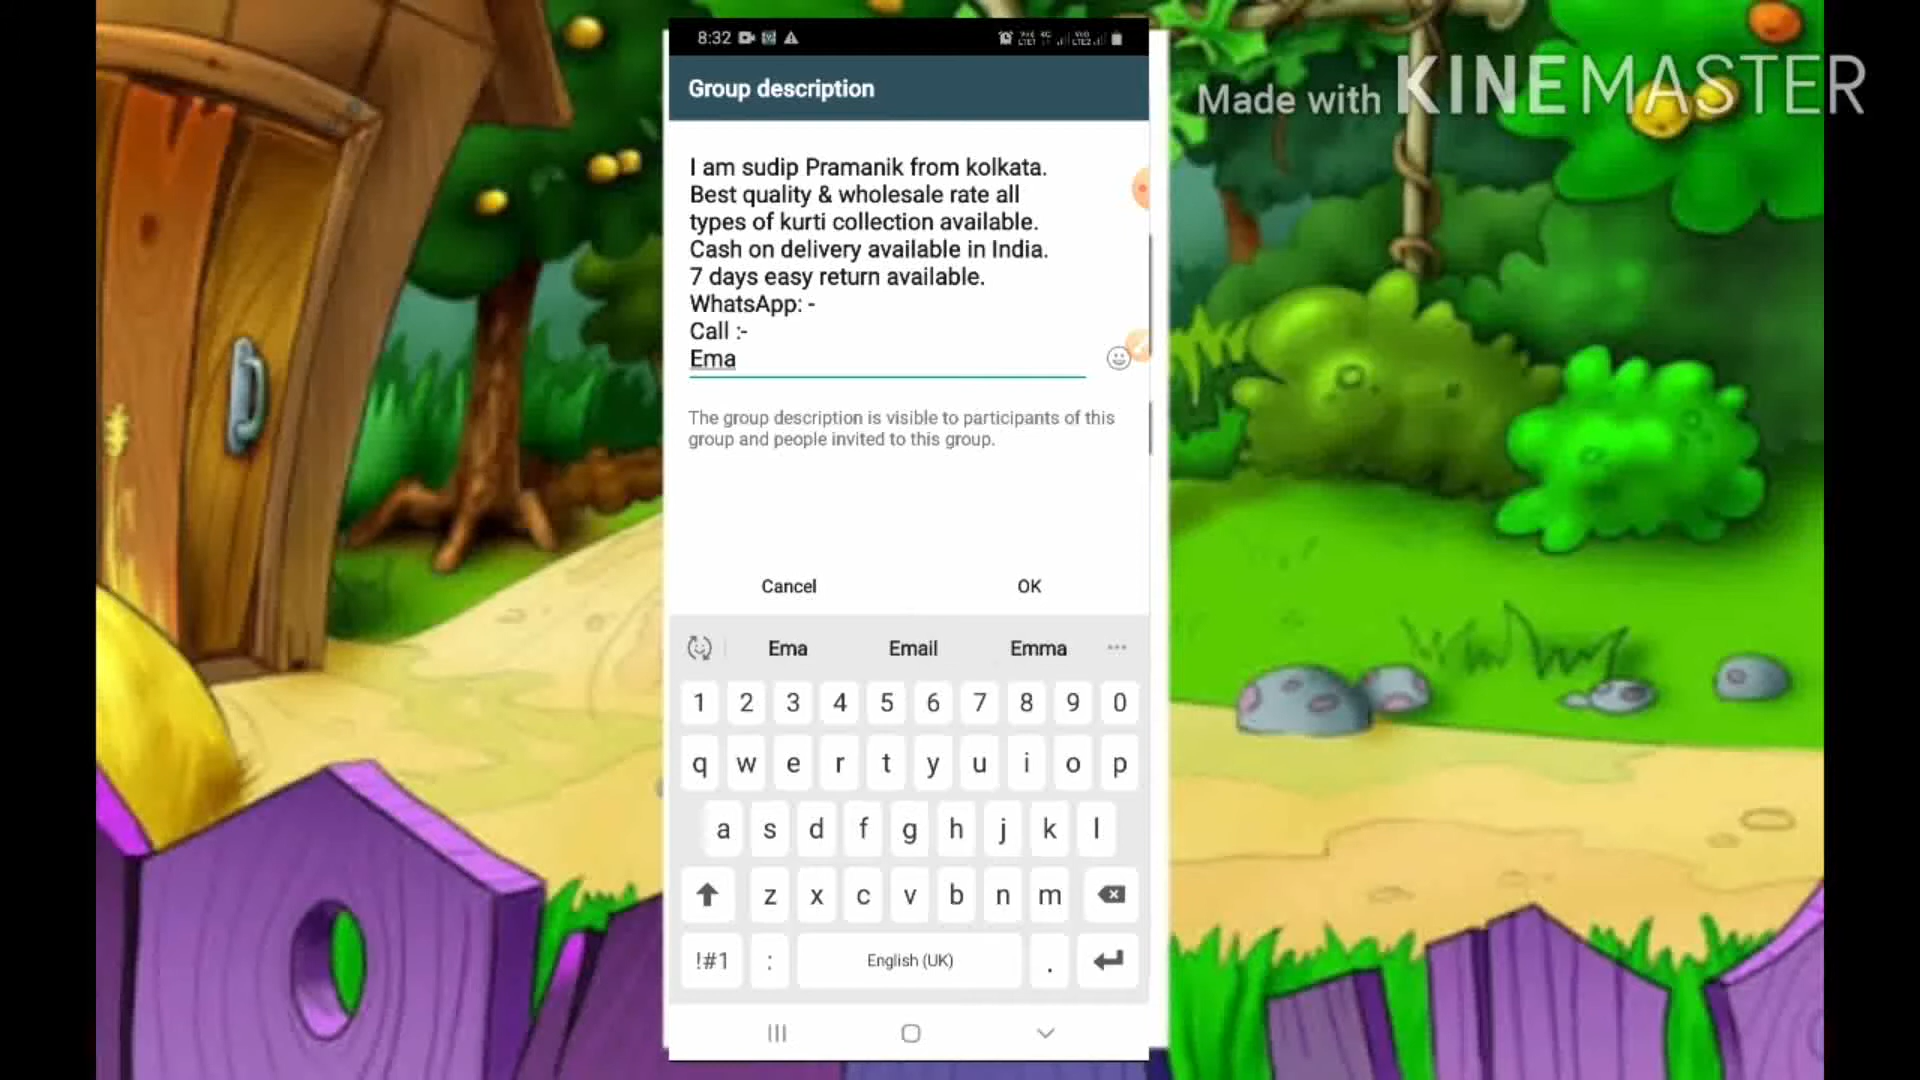 8:32
Made with KINEMASTER
Group description
I am sudip Pramanik from kolkata.
Best quality & wholesale rate all
types of kurti collection available.
Cash on delivery available in India.
7 days easy return available.
WhatsApp: -
Call :-
Ema
The group description is visible to participants of this
group and people invited to this group.
Cancel OK
Ema Email Emma ...
1 2 3 4 5 6 7 8 9 0
q w e r t y u i o p
a s d f g h j k l
z x c v b n m
!#1 : English (UK) .